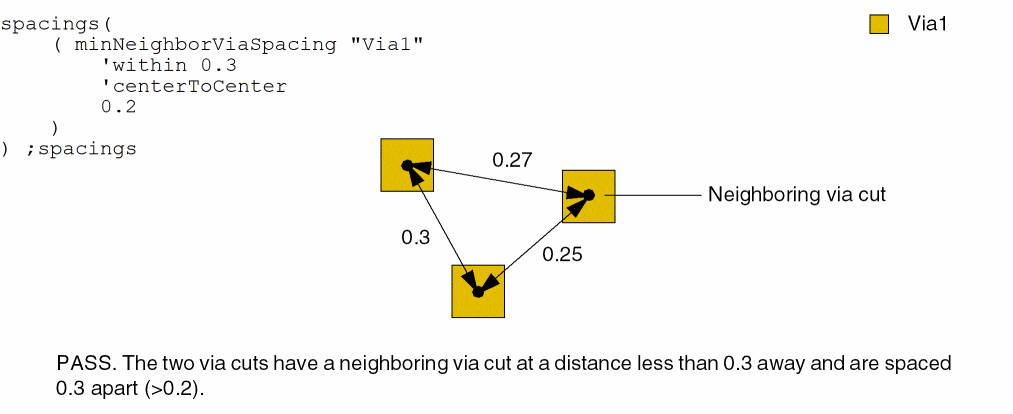 spacings(
( minNeighborViaSpacing "Via1"
'within 0.3
'centerToCenter
0.2
)
) ;spacings
Via1
0.27
Neighboring via cut
0.3
0.25
PASS. The two via cuts have a neighboring via cut at a distance less than 0.3 away and are spaced
0.3 apart (>0.2).